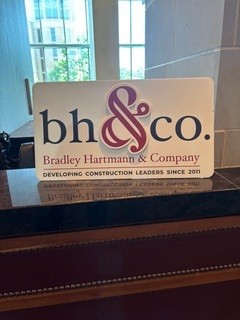 bh&co.
Bradley Hartmann & Company
DEVELOPING CONSTRUCTION LEADERS SINCE 2011